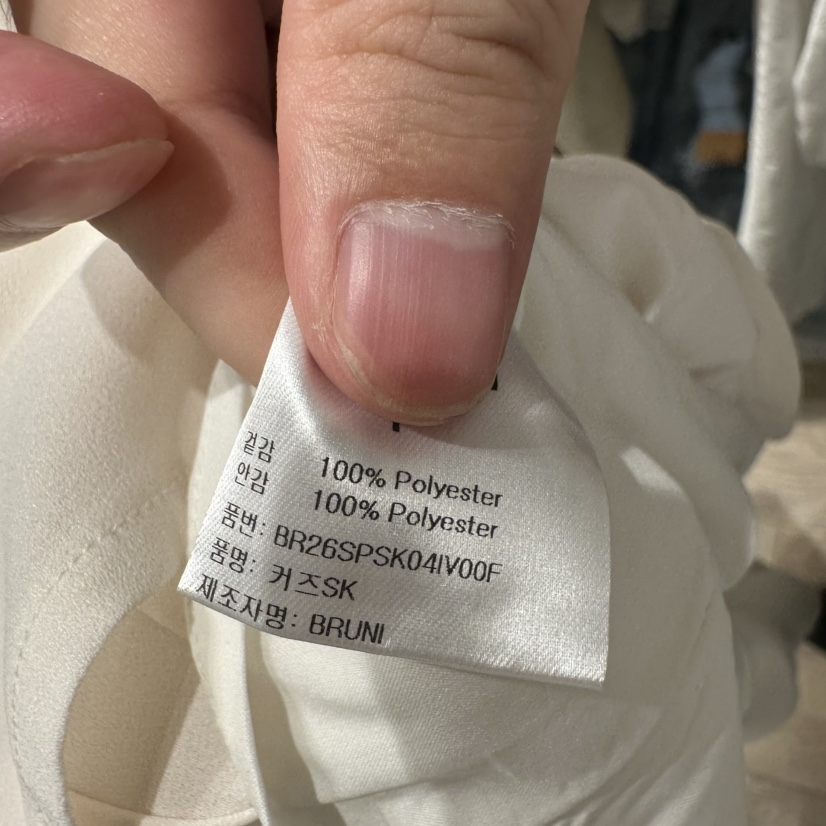 겉감 100% Polyester
안감 100% Polyester
품번: BR26SPSK04IV00F
품명: 커즈SK
제조자명: BRUNI